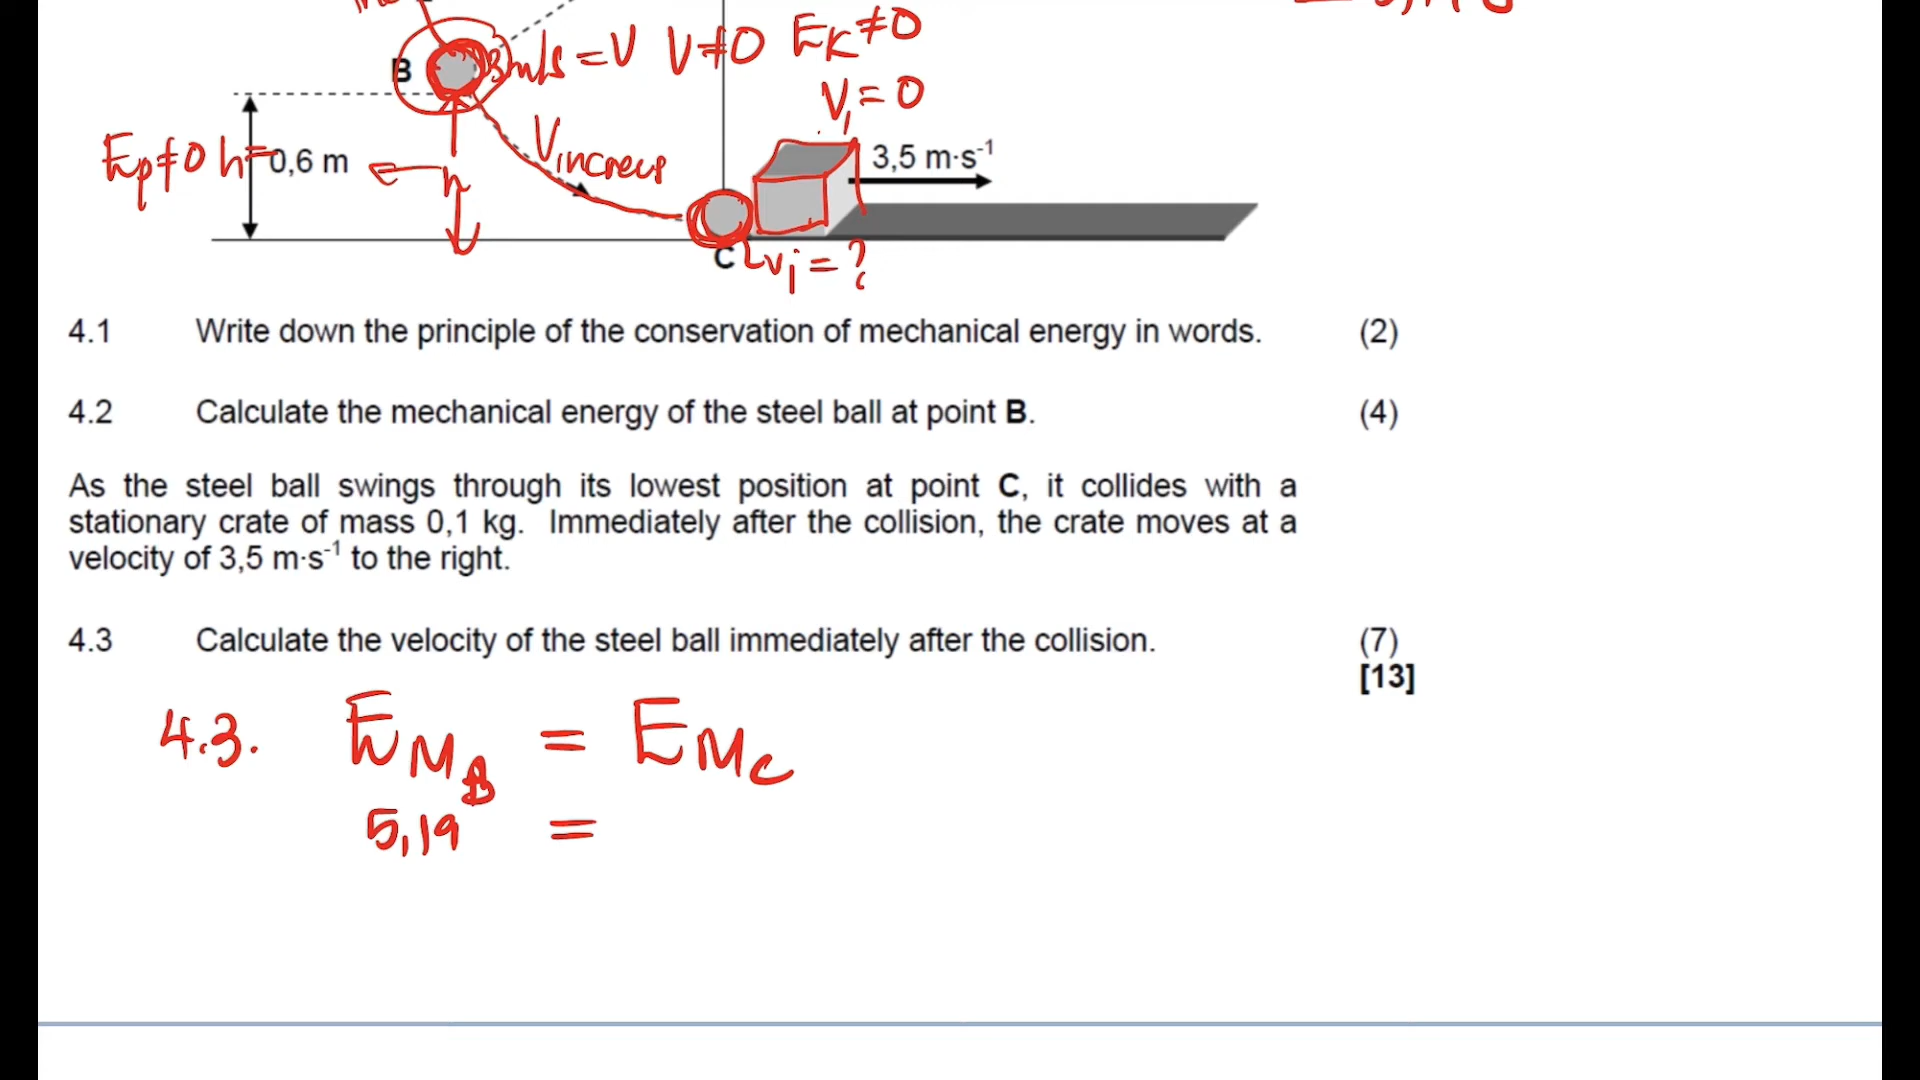 B 3m/s = V V ≠ 0 EK ≠ 0
V₁ = 0
Ep ≠ 0 h = 0,6 m h Vincreas 3,5 m·s⁻¹
C Vi = ?
4.1 Write down the principle of the conservation of mechanical energy in words. (2)
4.2 Calculate the mechanical energy of the steel ball at point B. (4)
As the steel ball swings through its lowest position at point C, it collides with a
stationary crate of mass 0,1 kg. Immediately after the collision, the crate moves at a
velocity of 3,5 m·s⁻¹ to the right.
4.3 Calculate the velocity of the steel ball immediately after the collision. (7)
[13]
4.3. EMB = EMC
5,19 =